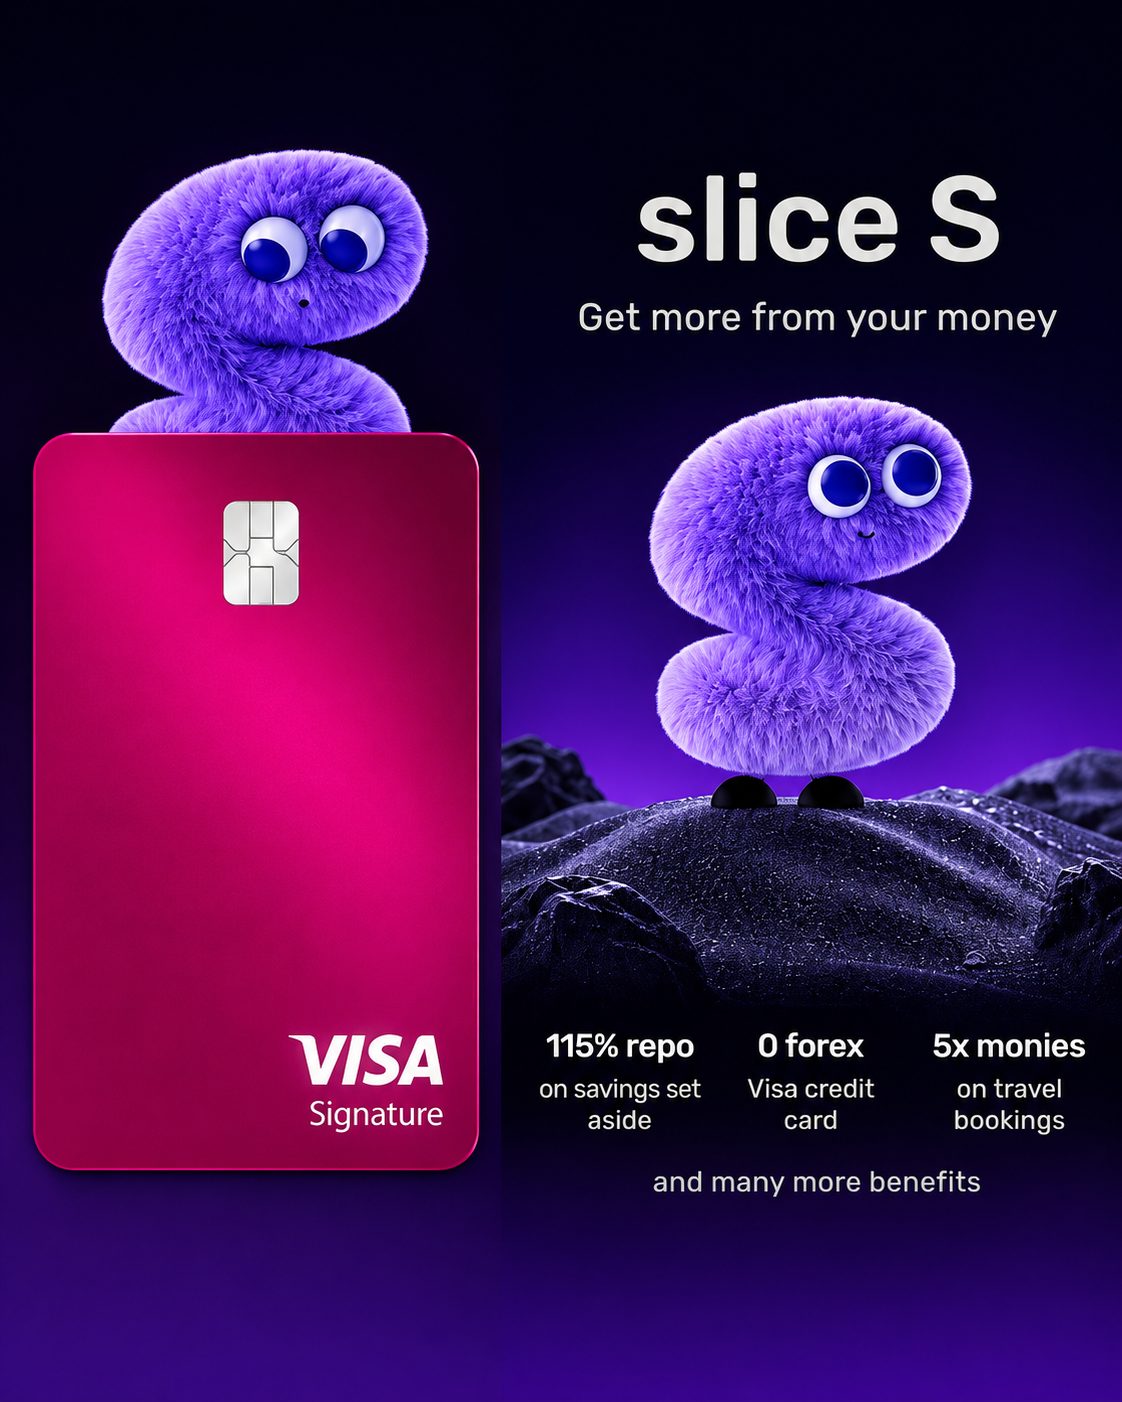 slice S
Get more from your money
VISA
Signature
115% repo
on savings set
aside
0 forex
Visa credit
card
5x monies
on travel
bookings
and many more benefits